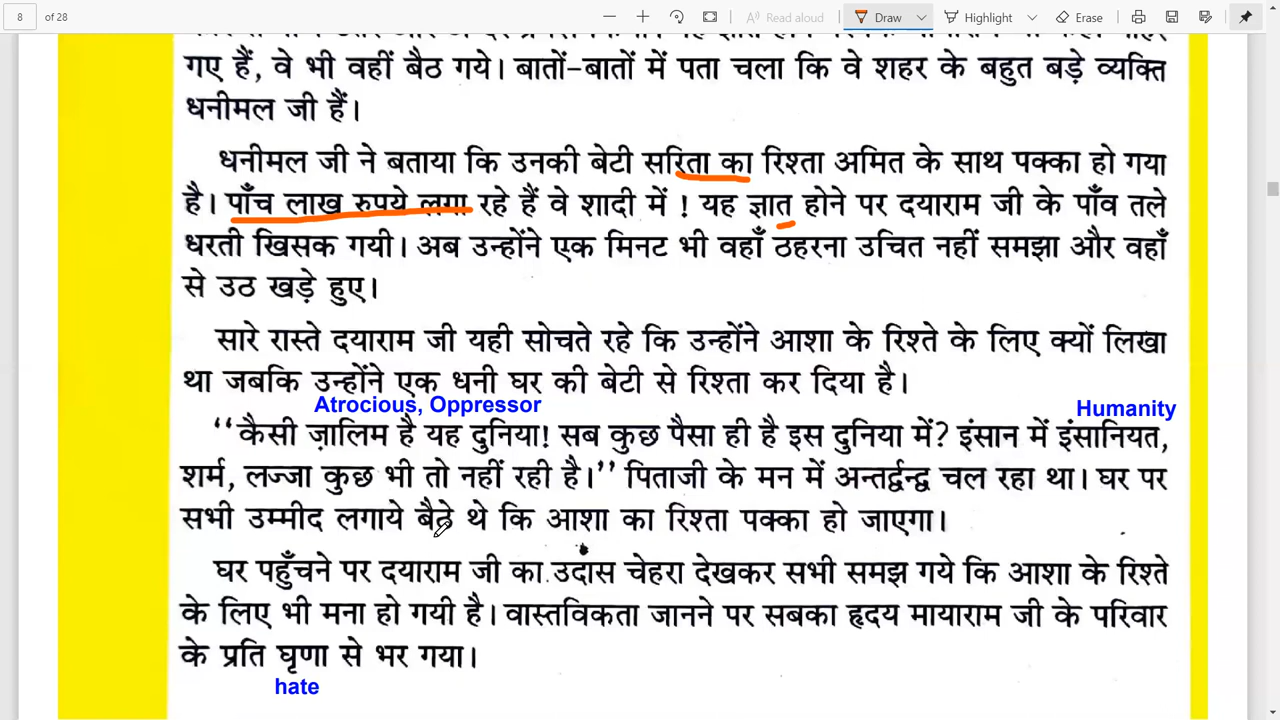 8 of 28
Read aloud
Draw
Highlight
Erase
गए हैं, वे भी वहीं बैठ गये। बातों-बातों में पता चला कि वे शहर के बहुत बड़े व्यक्ति
धनीमल जी हैं।
धनीमल जी ने बताया कि उनकी बेटी सरिता का रिश्ता अमित के साथ पक्का हो गया
है। पाँच लाख रुपये लगा रहे हैं वे शादी में ! यह ज्ञात होने पर दयाराम जी के पाँव तले
धरती खिसक गयी। अब उन्होंने एक मिनट भी वहाँ ठहरना उचित नहीं समझा और वहाँ
से उठ खड़े हुए।
सारे रास्ते दयाराम जी यही सोचते रहे कि उन्होंने आशा के रिश्ते के लिए क्यों लिखा
था जबकि उन्होंने एक धनी घर की बेटी से रिश्ता कर दिया है।
Atrocious, Oppressor
Humanity
‘‘कैसी ज़ालिम है यह दुनिया! सब कुछ पैसा ही है इस दुनिया में? इंसान में इंसानियत,
शर्म, लज्जा कुछ भी तो नहीं रही है।’’ पिताजी के मन में अन्तर्द्वन्द्व चल रहा था। घर पर
सभी उम्मीद लगाये बैठे थे कि आशा का रिश्ता पक्का हो जाएगा।
घर पहुँचने पर दयाराम जी का उदास चेहरा देखकर सभी समझ गये कि आशा के रिश्ते
के लिए भी मना हो गयी है। वास्तविकता जानने पर सबका हृदय मायाराम जी के परिवार
के प्रति घृणा से भर गया।
hate